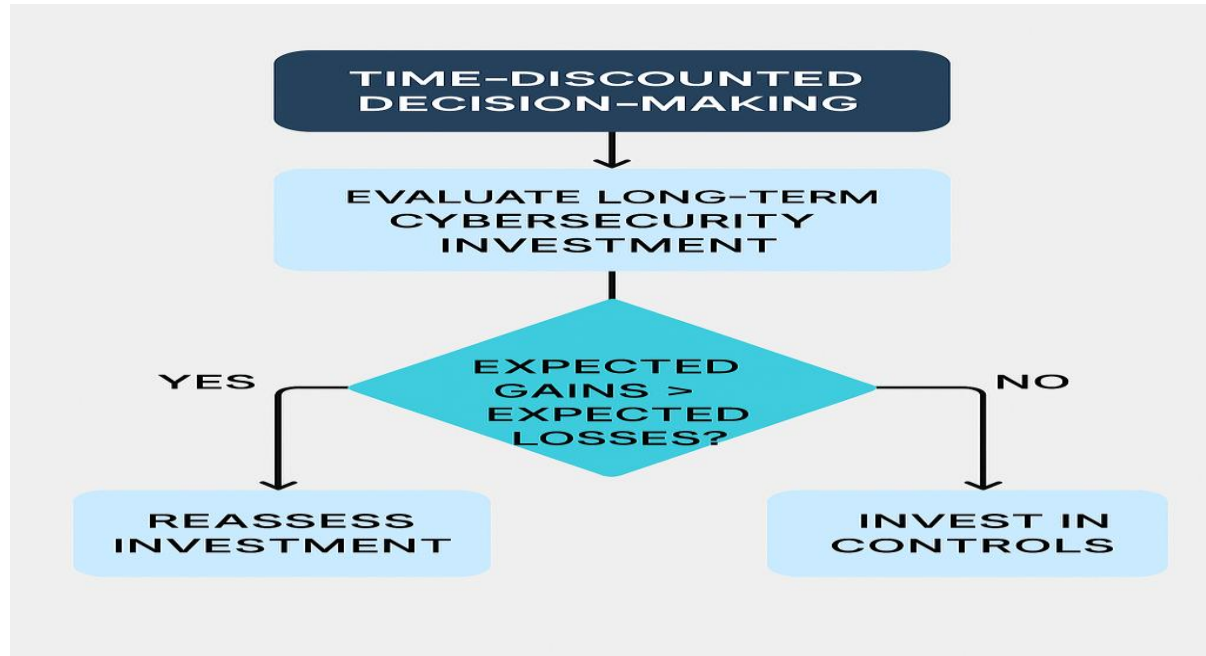 TIME–DISCOUNTED
DECISION–MAKING
EVALUATE LONG–TERM
CYBERSECURITY
INVESTMENT
EXPECTED
GAINS >
EXPECTED
LOSSES?
YES
NO
REASSESS
INVESTMENT
INVEST IN
CONTROLS